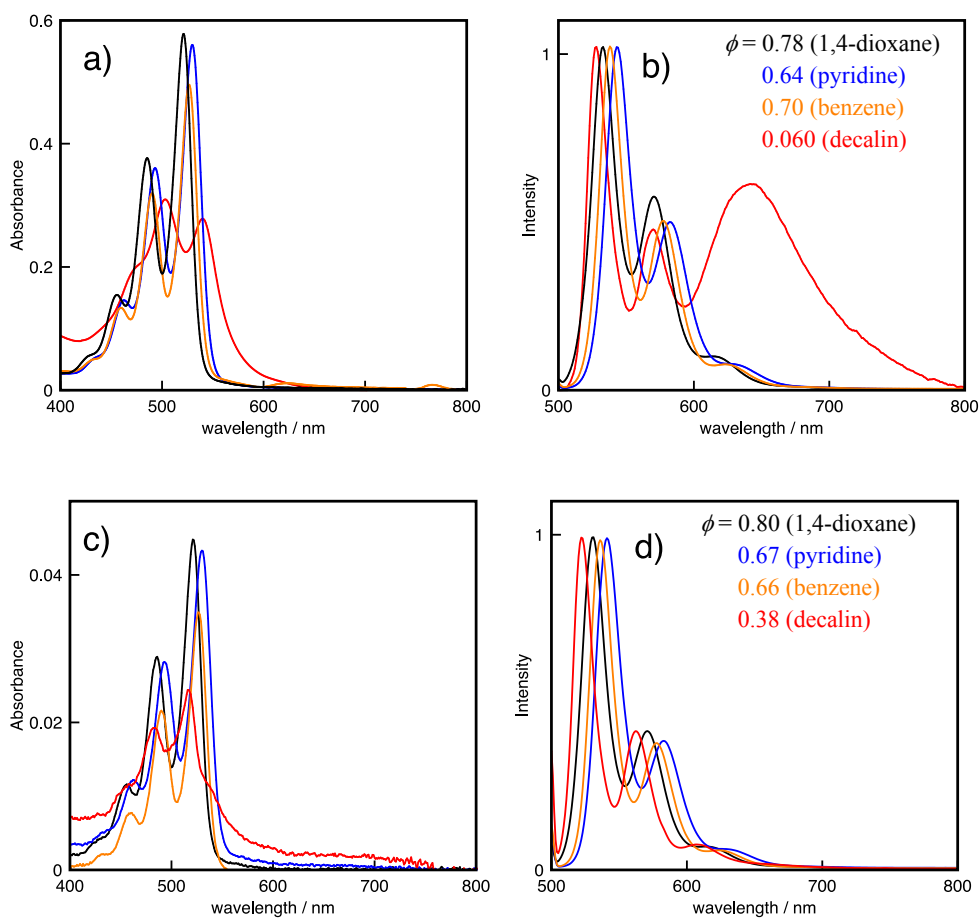 0.6
0.4
0.2
0
Absorbance
a)
400 500 600 700 800
wavelength / nm
1
0
Intensity
b)
ϕ = 0.78 (1,4-dioxane)
0.64 (pyridine)
0.70 (benzene)
0.060 (decalin)
500 600 700 800
wavelength / nm
0.04
0.02
0
Absorbance
c)
400 500 600 700 800
wavelength / nm
1
0
Intensity
d)
ϕ = 0.80 (1,4-dioxane)
0.67 (pyridine)
0.66 (benzene)
0.38 (decalin)
500 600 700 800
wavelength / nm